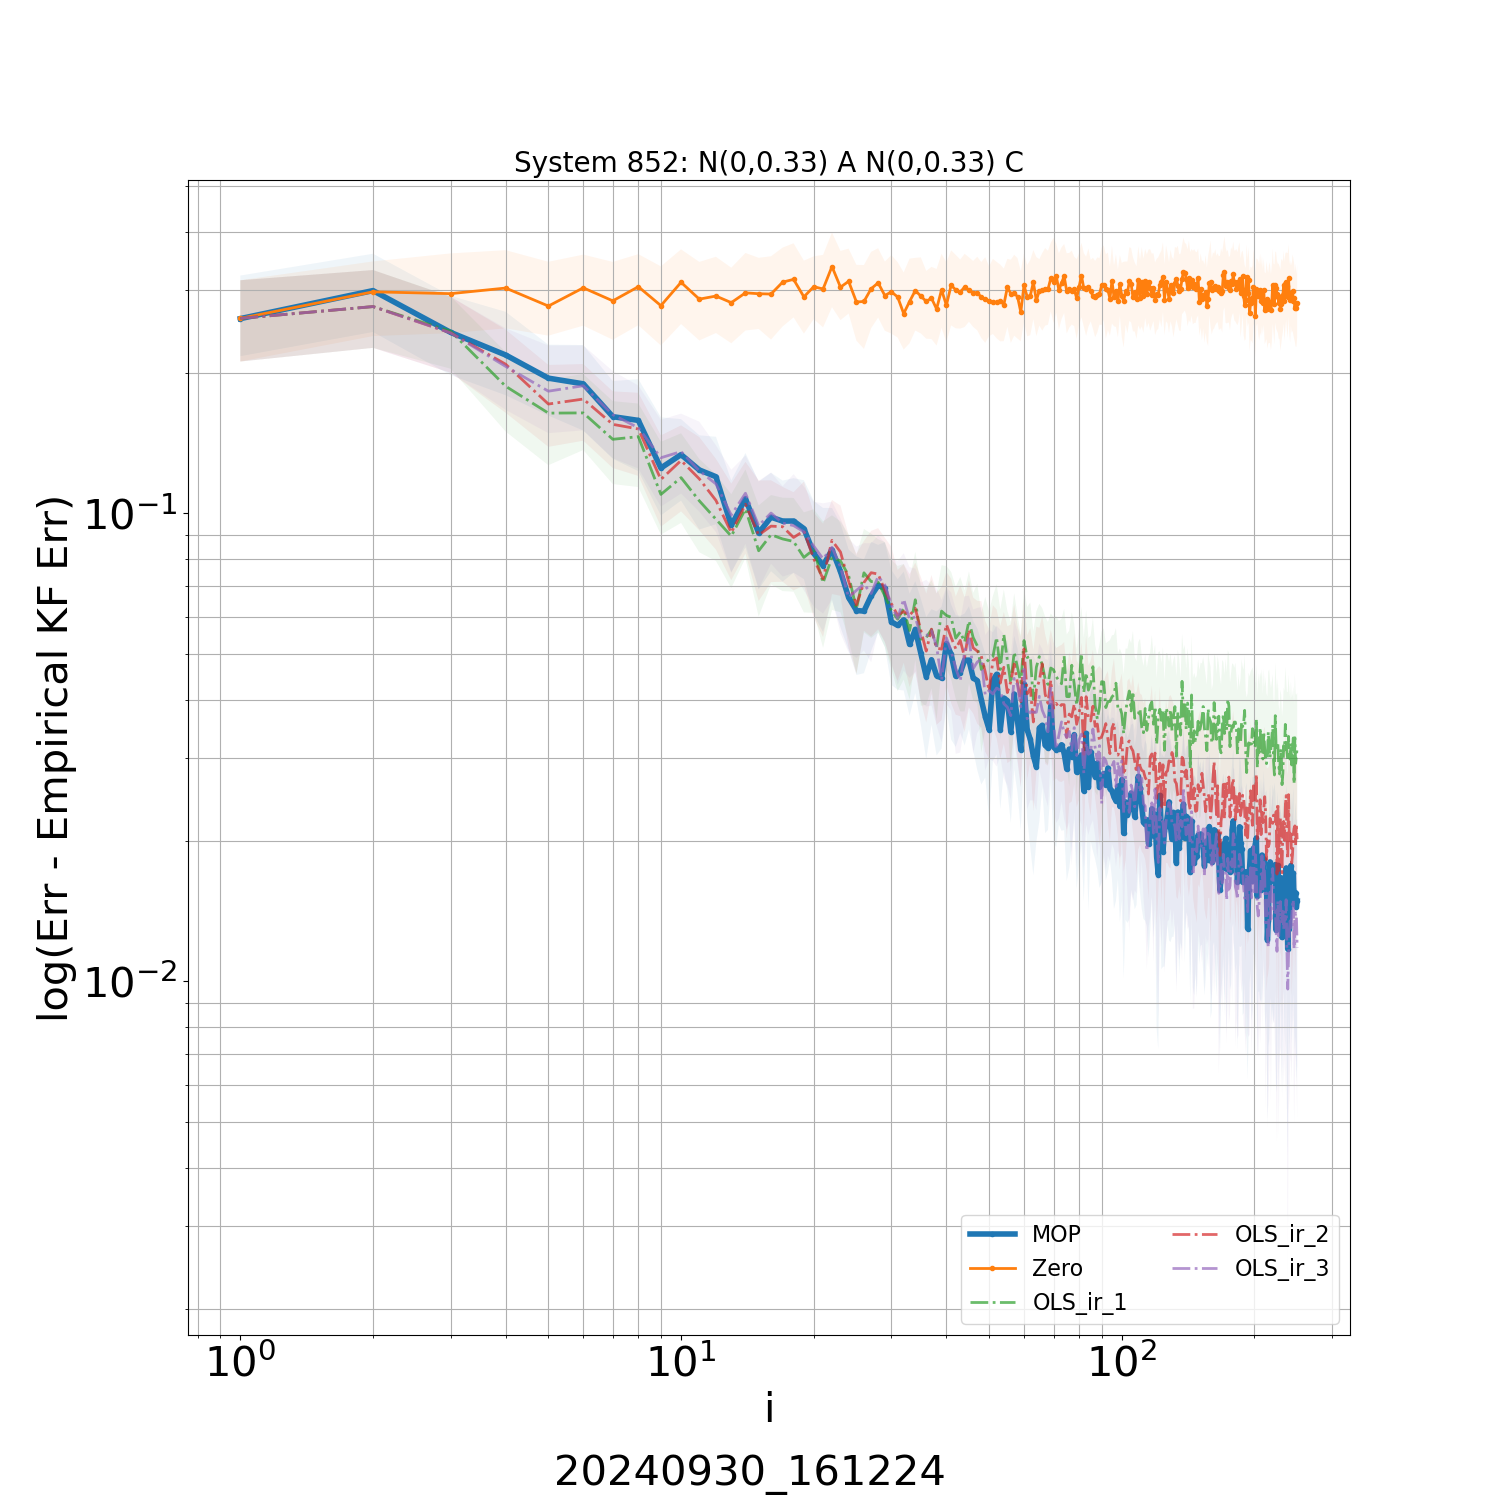 System 852: N(0,0.33) A N(0,0.33) C
log(Err - Empirical KF Err)
10⁻¹
10⁻²
MOP
Zero
OLS_ir_1
OLS_ir_2
OLS_ir_3
10⁰ 10¹ 10²
i
20240930_161224